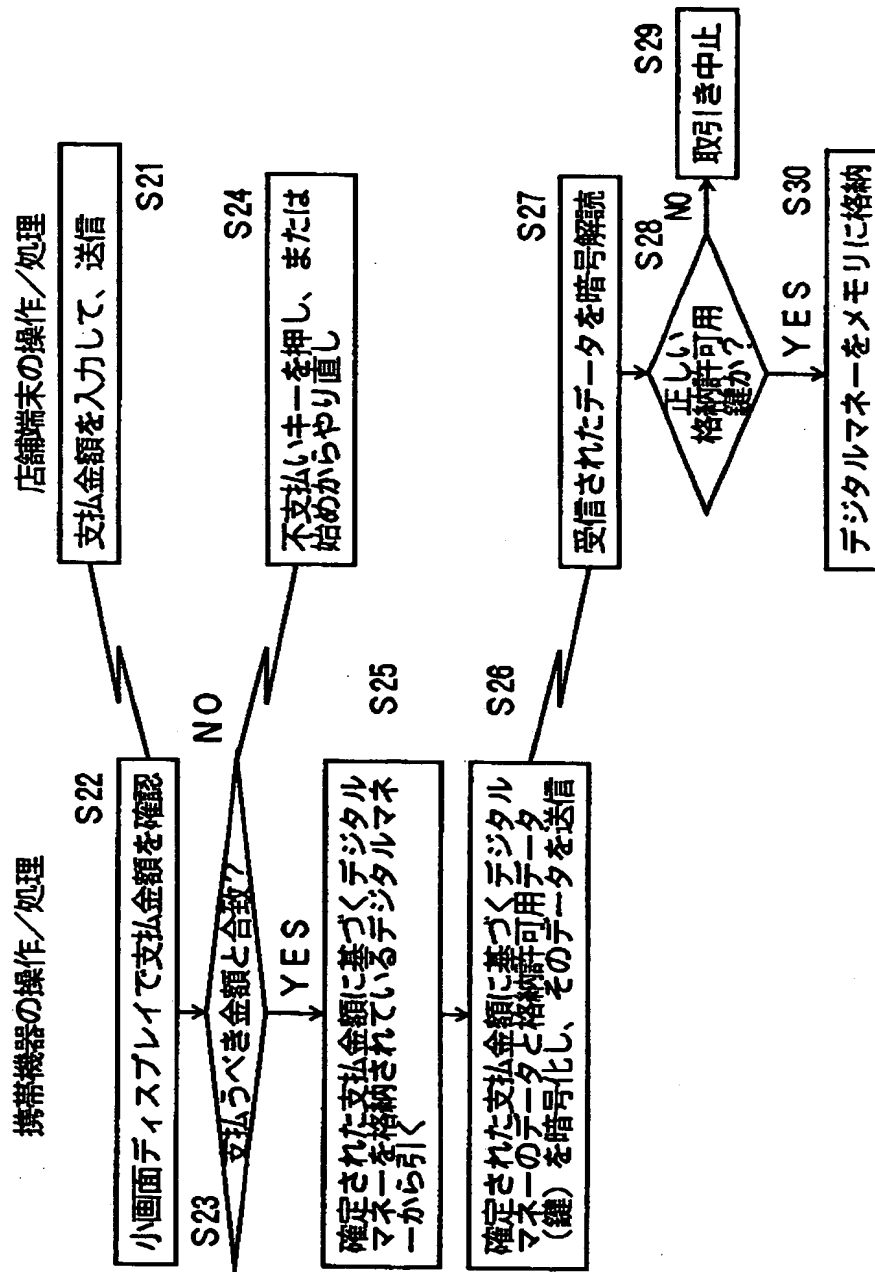 携帯機器の操作/処理
店舗端末の操作/処理
支払金額を入力して、送信
S21
S22
小画面ディスプレイで支払金額を確認
S23
支払うべき金額と合致?
NO
YES
S24
不支払いキーを押し、または
始めからやり直し
S25
確定された支払金額に基づくデジタル
マネーを格納されているデジタルマネ
ーから引く
S26
確定された支払金額に基づくデジタル
マネーのデータと格納許可用データ
(鍵)を暗号化し、そのデータを送信
S27
受信されたデータを暗号解読
S28
正しい
格納許可用
鍵か?
NO
S29
取引き中止
YES
S30
デジタルマネーをメモリに格納